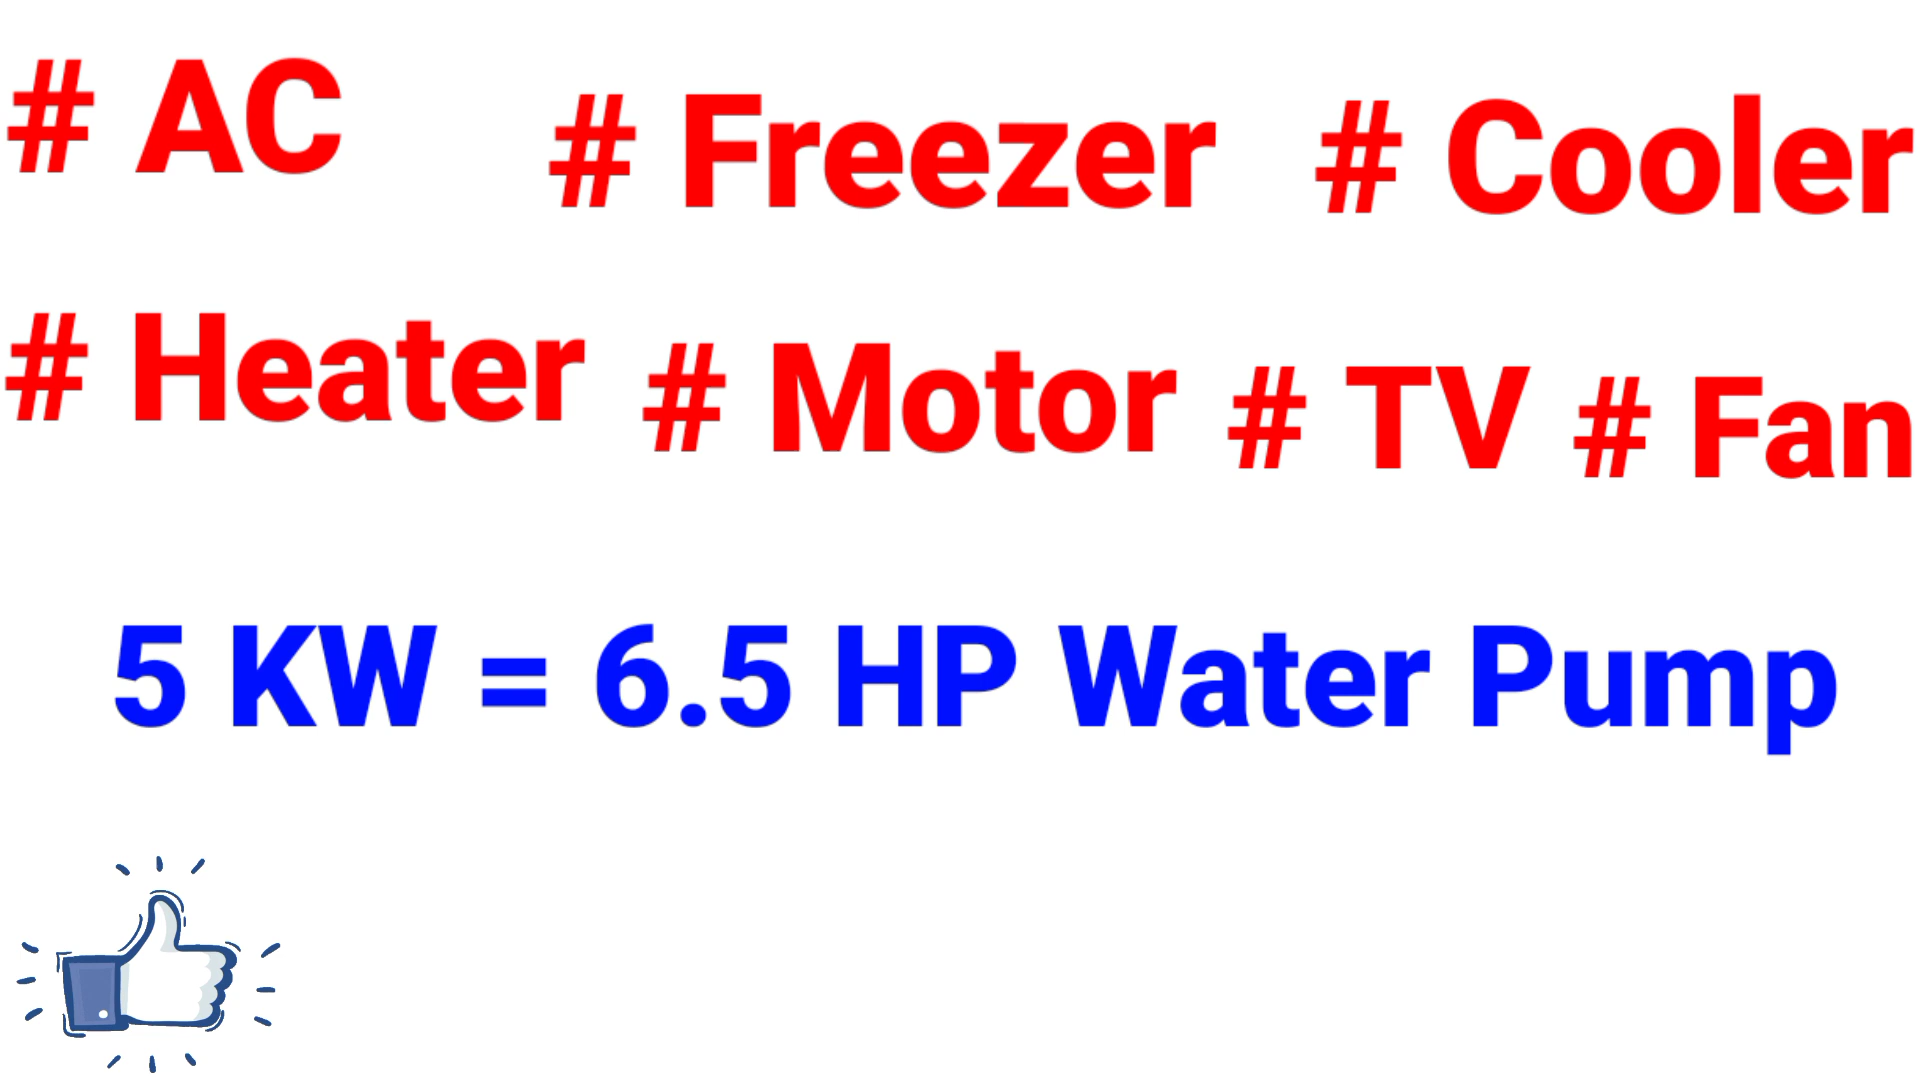 # AC # Freezer # Cooler
# Heater # Motor # TV # Fan
5 KW = 6.5 HP Water Pump